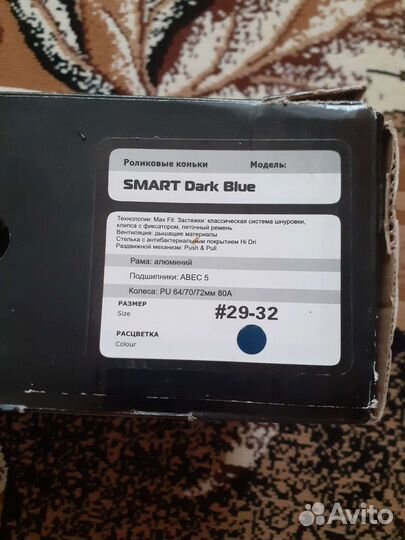 Роликовые коньки Модель:
SMART Dark Blue
Технологии: Max Fit. Застежки: классическая система шнуровки,
клипса с фиксатором, пяточный ремень
Вентиляция: дышащие материалы
Стелька с антибактериальным покрытием Hi Dri
Раздвижной механизм: Push & Pull
Рама: алюминий
Подшипники: ABEC 5
Колеса: PU 64/70/72мм 80A
РАЗМЕР
Size
#29-32
РАСЦВЕТКА
Colour
Avito